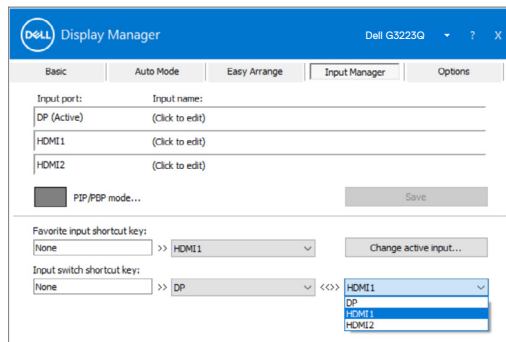 DELL Display Manager Dell G3223Q ? X
Basic Auto Mode Easy Arrange Input Manager Options
Input port: Input name:
DP (Active) (Click to edit)
HDMI1 (Click to edit)
HDMI2 (Click to edit)
PIP/PBP mode... Save
Favorite input shortcut key:
None >> HDMI1 Change active input...
Input switch shortcut key:
None >> DP <<>> HDMI1
DP
HDMI1
HDMI2